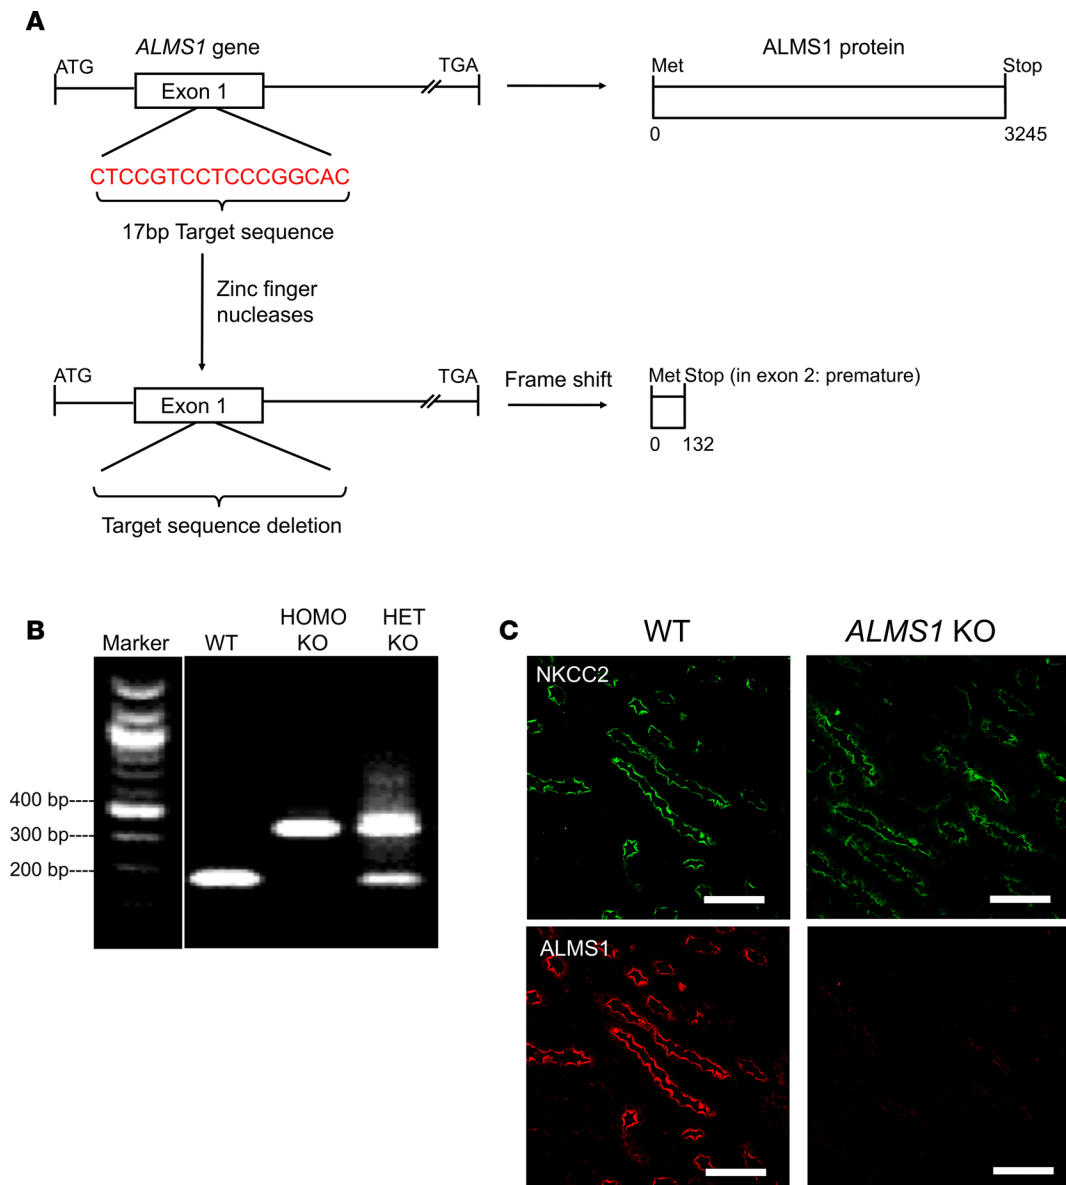 A
ALMS1 gene
ATG
TGA
Exon 1
CTCCGTCCTCCCGGCAC
17bp Target sequence
Zinc finger
nucleases
ALMS1 protein
Met
Stop
0
3245
ATG
TGA
Exon 1
Target sequence deletion
Frame shift
Met Stop (in exon 2: premature)
0
132
B
Marker
WT
HOMO
KO
HET
KO
400 bp----
300 bp----
200 bp----
C
WT
ALMS1 KO
NKCC2
ALMS1